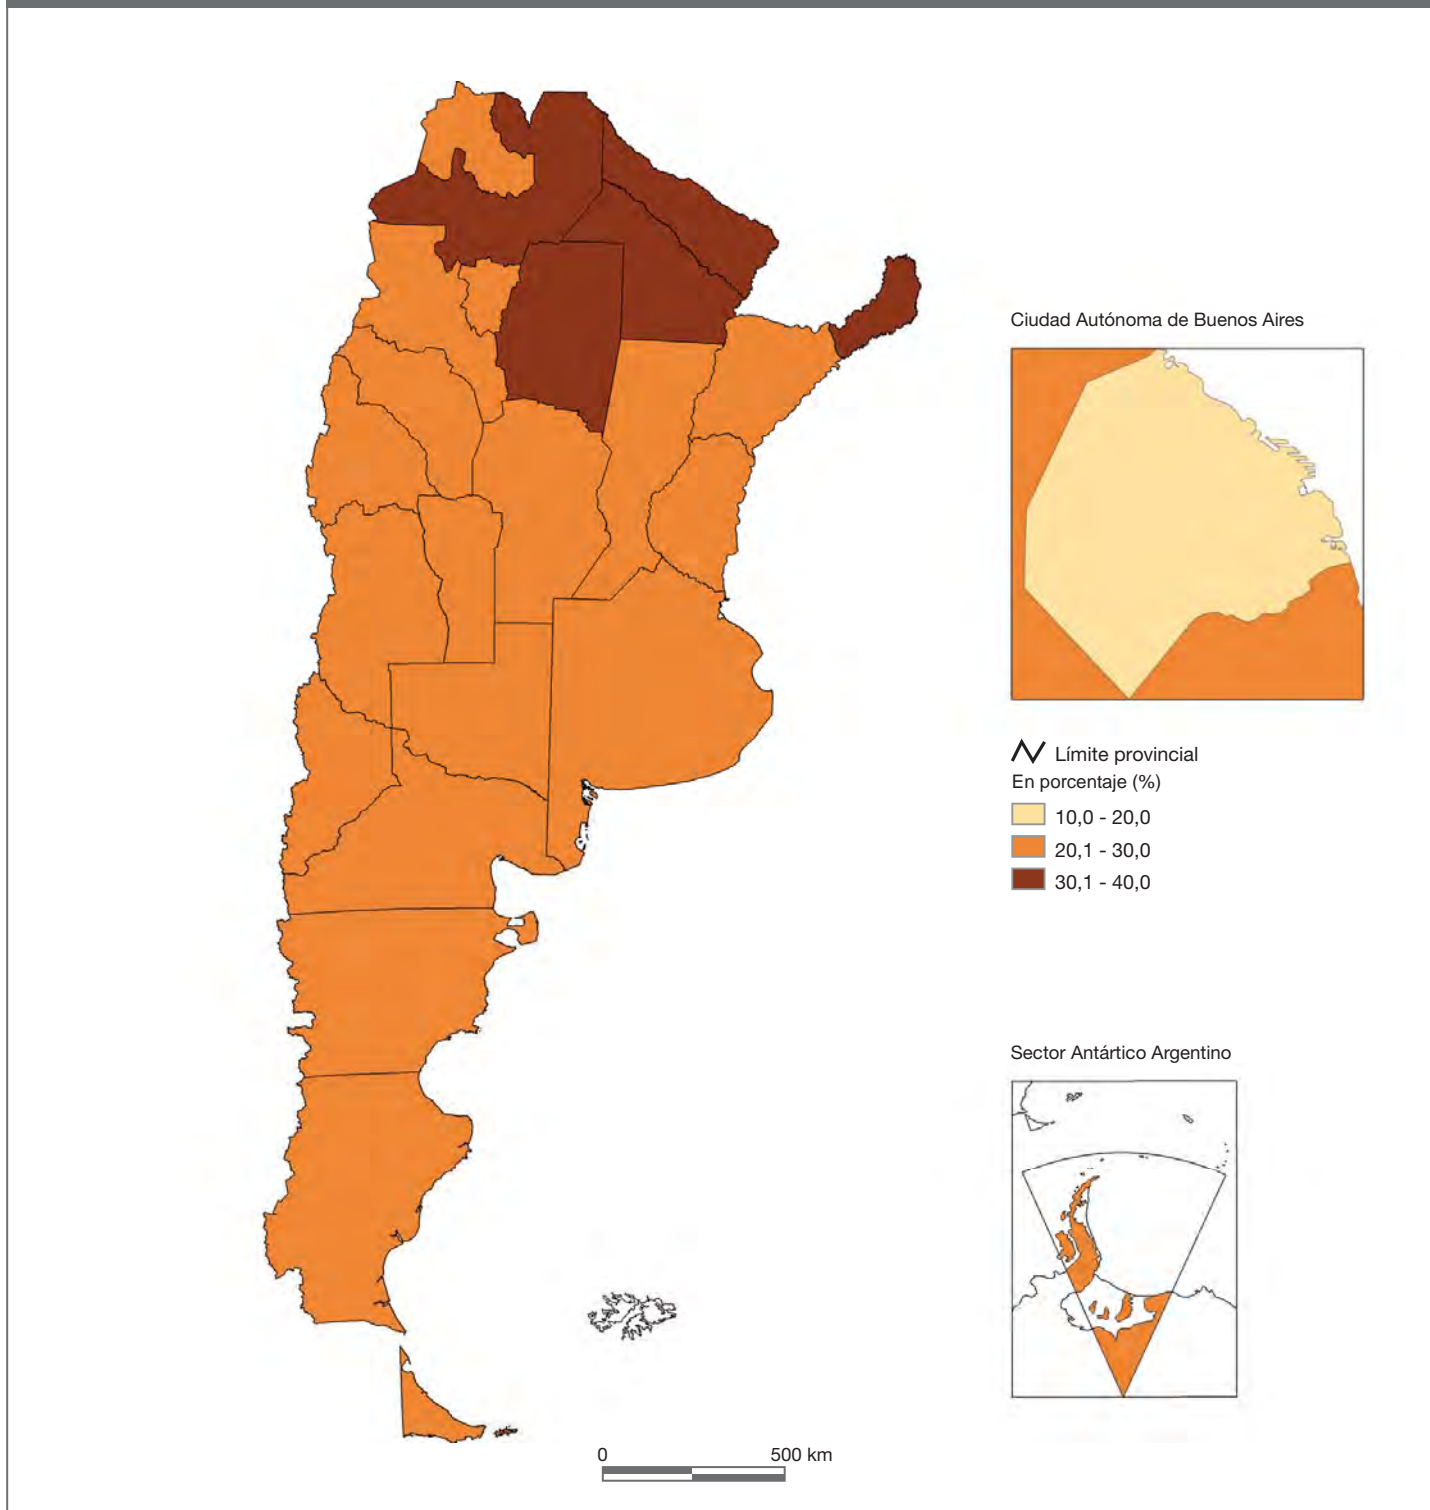 Ciudad Autónoma de Buenos Aires
Límite provincial
En porcentaje (%)
10,0 - 20,0
20,1 - 30,0
30,1 - 40,0
Sector Antártico Argentino
0 500 km